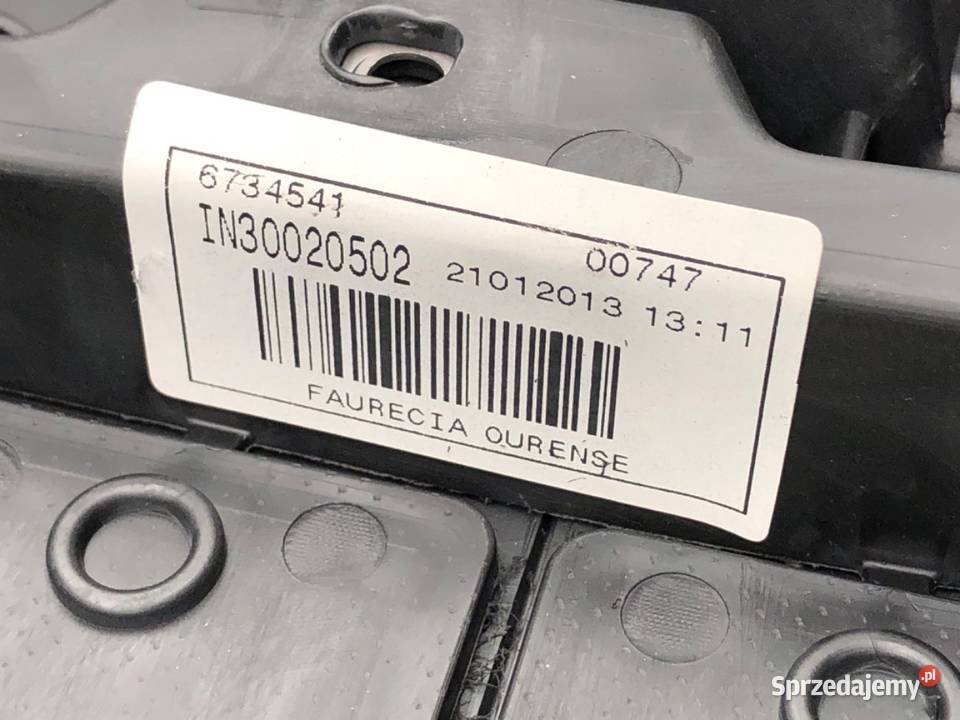 6734541
IN30020502
00747
21012013 13:11
FAURECIA OURENSE
Sprzedajemy.pl